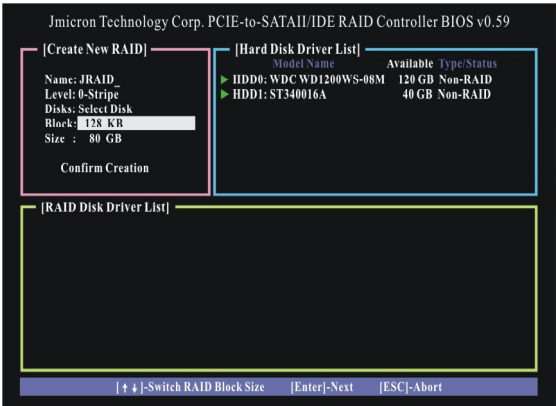 Jmicron Technology Corp. PCIE-to-SATAII/IDE RAID Controller BIOS v0.59
[Create New RAID]
Name: JRAID_
Level: 0-Stripe
Disks: Select Disk
Block: 128 KB
Size : 80 GB
Confirm Creation
[Hard Disk Driver List]
Model Name Available Type/Status
HDD0: WDC WD1200WS-08M 120 GB Non-RAID
HDD1: ST340016A 40 GB Non-RAID
[RAID Disk Driver List]
[↑↓]-Switch RAID Block Size [Enter]-Next [ESC]-Abort